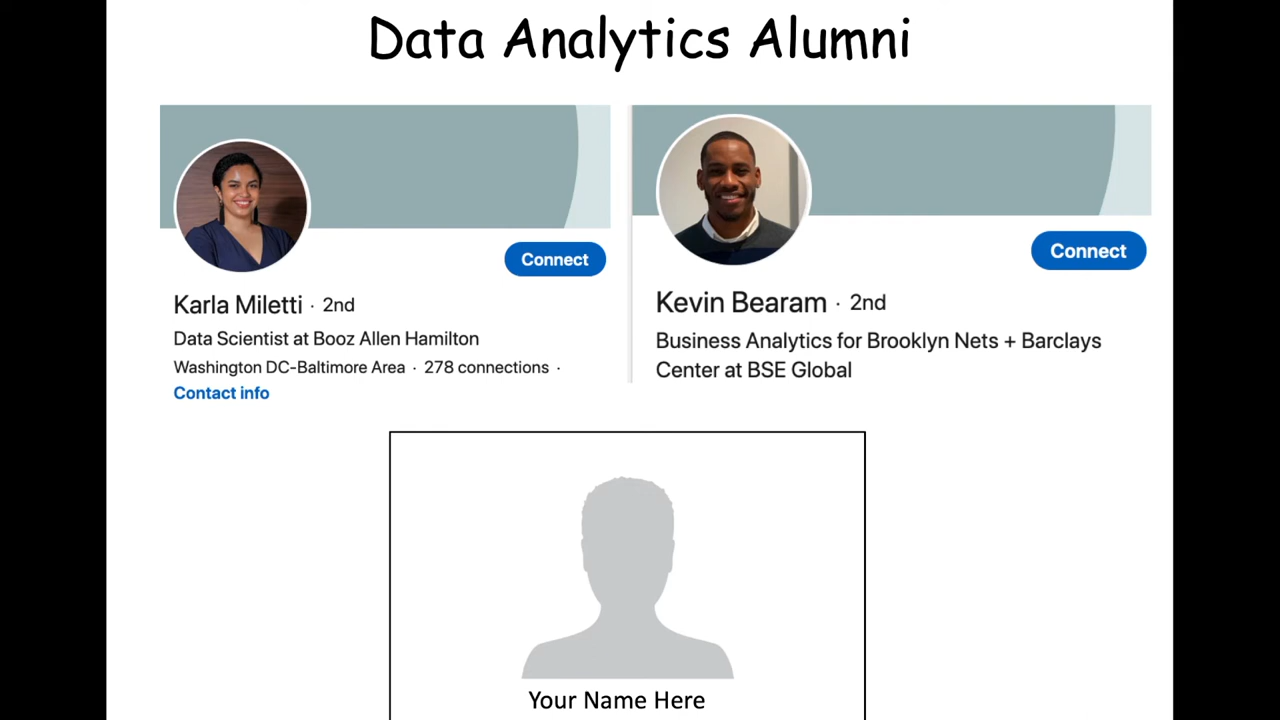 Data Analytics Alumni
Connect
Karla Miletti · 2nd
Data Scientist at Booz Allen Hamilton
Washington DC-Baltimore Area · 278 connections ·
Contact info
Connect
Kevin Bearam · 2nd
Business Analytics for Brooklyn Nets + Barclays
Center at BSE Global
Your Name Here